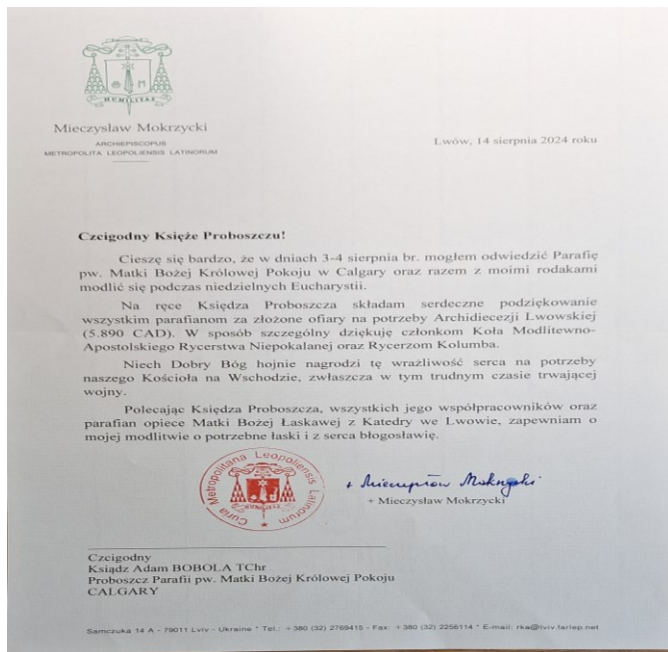 HUMILITAS
Mieczysław Mokrzycki
ARCHIEPISCOPUS
METROPOLITA LEOPOLIENSIS LATINORUM
Lwów, 14 sierpnia 2024 roku
Czcigodny Księże Proboszczu!
Cieszę się bardzo, że w dniach 3-4 sierpnia br. mogłem odwiedzić Parafię
pw. Matki Bożej Królowej Pokoju w Calgary oraz razem z moimi rodakami
modlić się podczas niedzielnych Eucharystii.
Na ręce Księdza Proboszcza składam serdeczne podziękowanie
wszystkim parafianom za złożone ofiary na potrzeby Archidiecezji Lwowskiej
(5.890 CAD). W sposób szczególny dziękuję członkom Koła Modlitewno-
Apostolskiego Rycerstwa Niepokalanej oraz Rycerzom Kolumba.
Niech Dobry Bóg hojnie nagrodzi tę wrażliwość serca na potrzeby
naszego Kościoła na Wschodzie, zwłaszcza w tym trudnym czasie trwającej
wojny.
Polecając Księdza Proboszcza, wszystkich jego współpracowników oraz
parafian opiece Matki Bożej Łaskawej z Katedry we Lwowie, zapewniam o
mojej modlitwie o potrzebne łaski i z serca błogosławię.
Curia Metropolitana Leopoliensis Latinorum
+ Mieczysław Mokrzycki
+ Mieczysław Mokrzycki
Czcigodny
Ksiądz Adam BOBOLA TChr
Proboszcz Parafii pw. Matki Bożej Królowej Pokoju
CALGARY
Samczuka 14 A - 79011 Lviv - Ukraine * Tel.: +380 (32) 2769415 - Fax: +380 (32) 2256114 * E-mail: rka@lviv.farlep.net